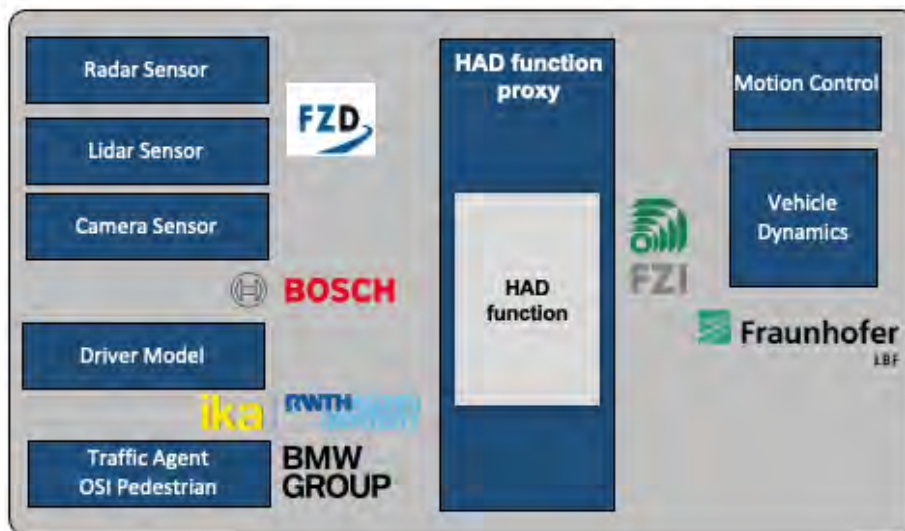 Radar Sensor
Lidar Sensor
Camera Sensor
FZD
BOSCH
Driver Model
ika
RWTH
Traffic Agent
OSI Pedestrian
BMW
GROUP
HAD function
proxy
HAD
function
FZI
Motion Control
Vehicle
Dynamics
Fraunhofer
LBF